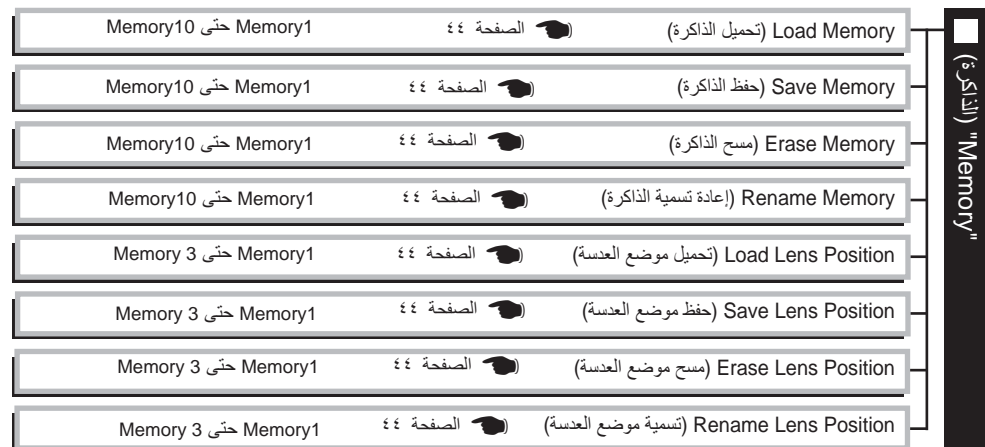 "Memory" (الذاكرة)
Load Memory (تحميل الذاكرة) الصفحة ٤٤ Memory1 حتى Memory10
Save Memory (حفظ الذاكرة) الصفحة ٤٤ Memory1 حتى Memory10
Erase Memory (مسح الذاكرة) الصفحة ٤٤ Memory1 حتى Memory10
Rename Memory (إعادة تسمية الذاكرة) الصفحة ٤٤ Memory1 حتى Memory10
Load Lens Position (تحميل موضع العدسة) الصفحة ٤٤ Memory1 حتى Memory 3
Save Lens Position (حفظ موضع العدسة) الصفحة ٤٤ Memory1 حتى Memory 3
Erase Lens Position (مسح موضع العدسة) الصفحة ٤٤ Memory1 حتى Memory 3
Rename Lens Position (تسمية موضع العدسة) الصفحة ٤٤ Memory1 حتى Memory 3